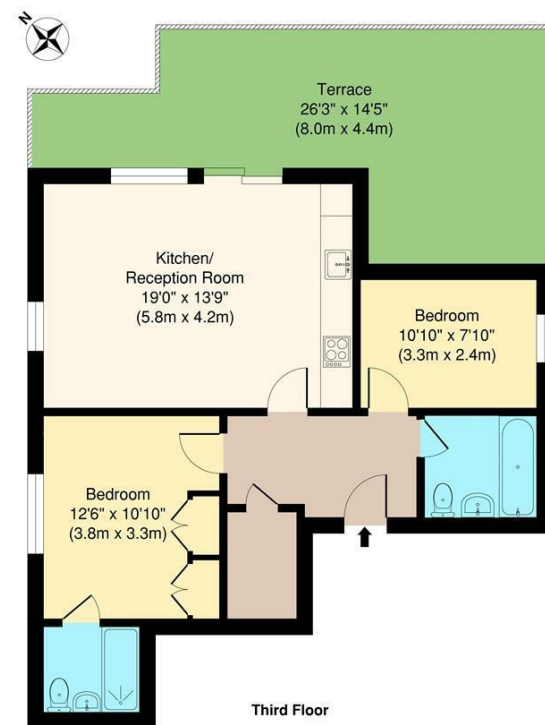 N
Terrace
26'3" x 14'5"
(8.0m x 4.4m)
Kitchen/
Reception Room
19'0" x 13'9"
(5.8m x 4.2m)
Bedroom
10'10" x 7'10"
(3.3m x 2.4m)
Bedroom
12'6" x 10'10"
(3.8m x 3.3m)
Third Floor